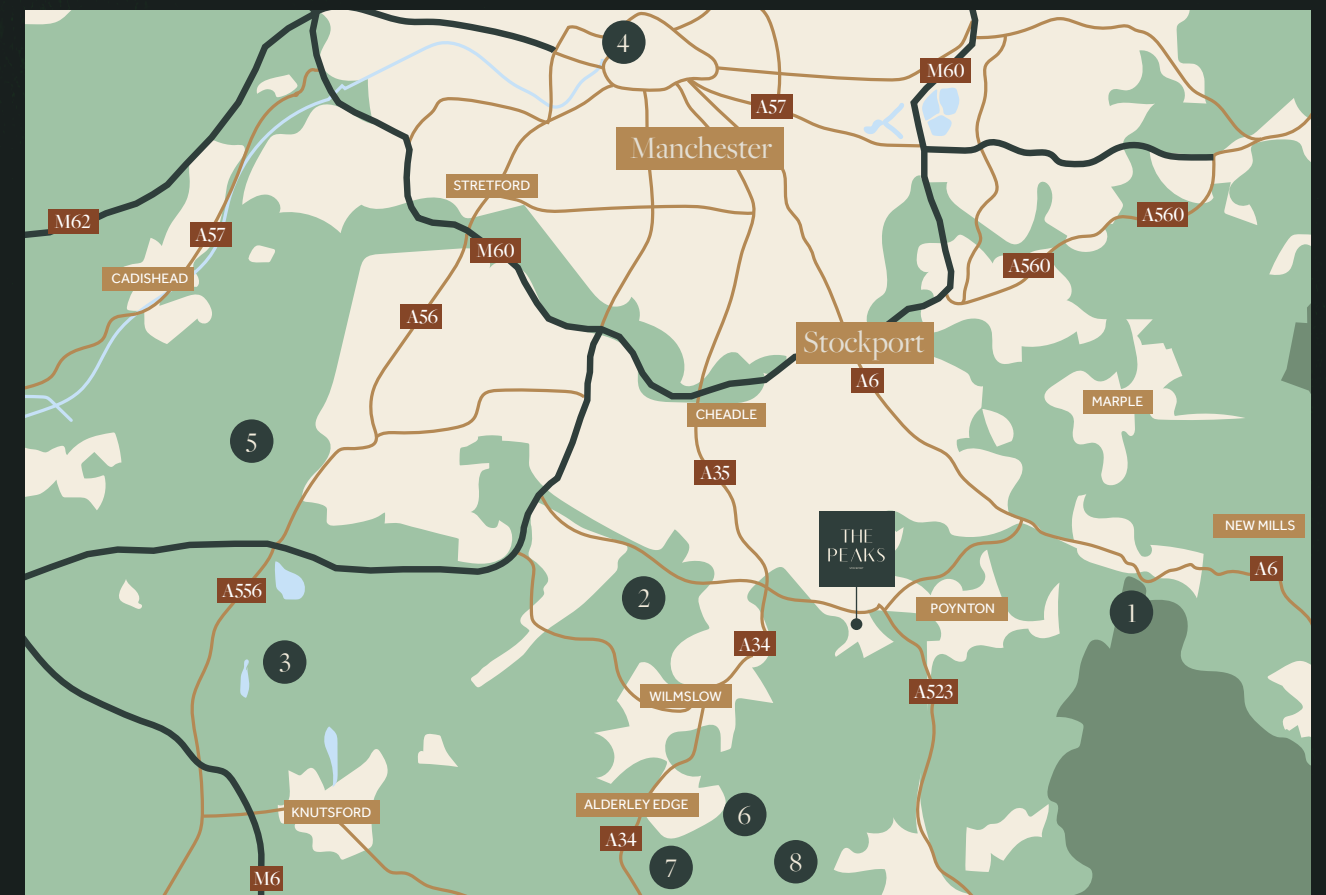 4
M60
A57
Manchester
STRETFORD
M62
A57
A560
M60
A560
CADISHEAD
A56
Stockport
A6
MARPLE
CHEADLE
5
A35
THE
PEAKS
NEW MILLS
A6
A556
2
POYNTON
1
A34
3
A523
WILMSLOW
KNUTSFORD
ALDERLEY EDGE
6
A34
7
8
M6